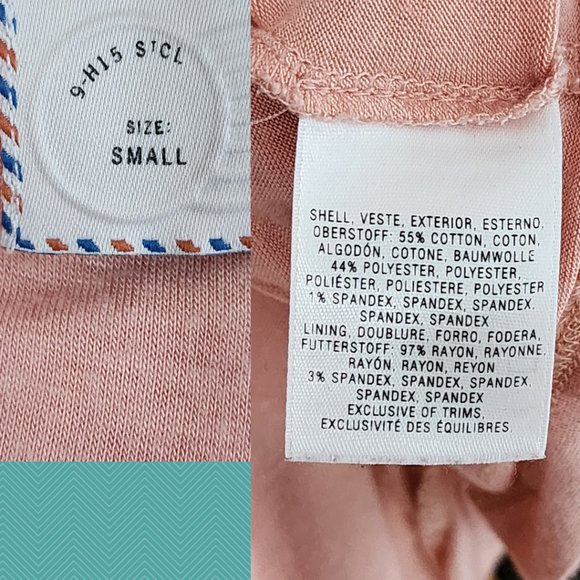 9-H15 STCL
SIZE:
SMALL
SHELL, VESTE, EXTERIOR, ESTERNO,
OBERSTOFF: 55% COTTON, COTON,
ALGODÓN, COTONE, BAUMWOLLE
44% POLYESTER, POLYESTER,
POLIÉSTER, POLIESTERE, POLYESTER
1% SPANDEX, SPANDEX, SPANDEX,
SPANDEX, SPANDEX
LINING, DOUBLURE, FORRO, FODERA,
FUTTERSTOFF: 97% RAYON, RAYONNE,
RAYÓN, RAYON, REYON
3% SPANDEX, SPANDEX, SPANDEX,
SPANDEX, SPANDEX
EXCLUSIVE OF TRIMS,
EXCLUSIVITÉ DES ÉQUILIBRES.